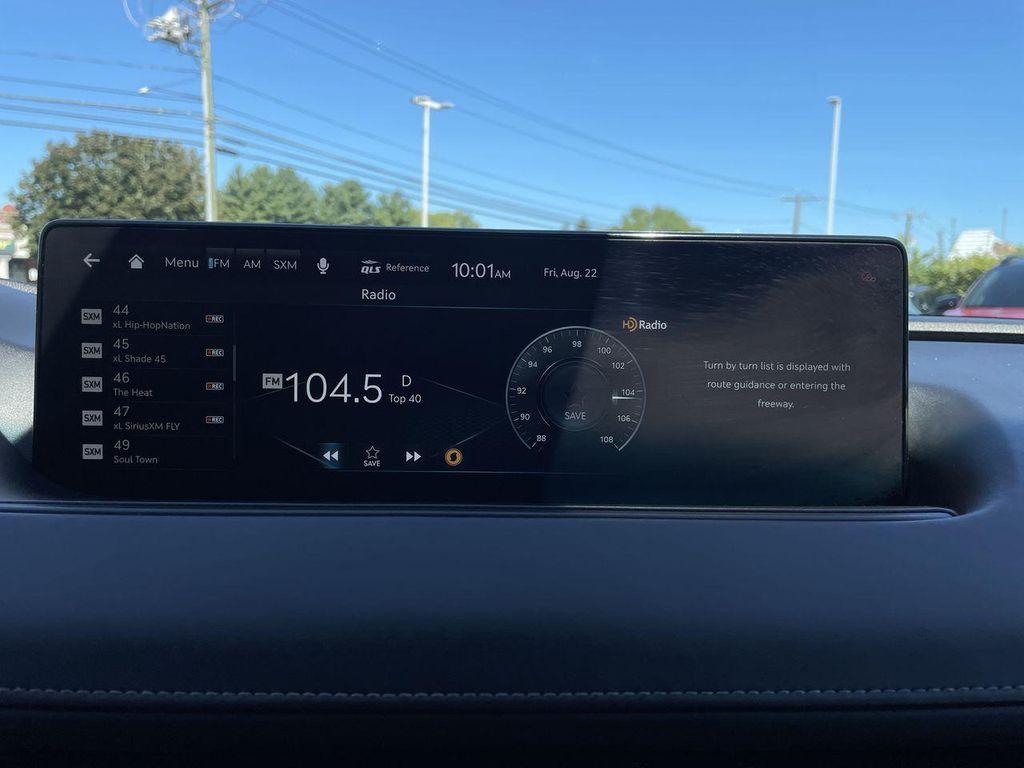 Menu FM AM SXM QLS Reference 10:01AM Fri, Aug. 22
Radio
SXM 44 xL Hip-HopNation REC
SXM 45 xL Shade 45 REC
SXM 46 The Heat REC
SXM 47 xL SiriusXM FLY REC
SXM 49 Soul Town
FM 104.5 D
Top 40
SAVE
HD Radio
88 90 92 94 96 98 100 102 104 106 108
SAVE
Turn by turn list is displayed with
route guidance or entering the
freeway.